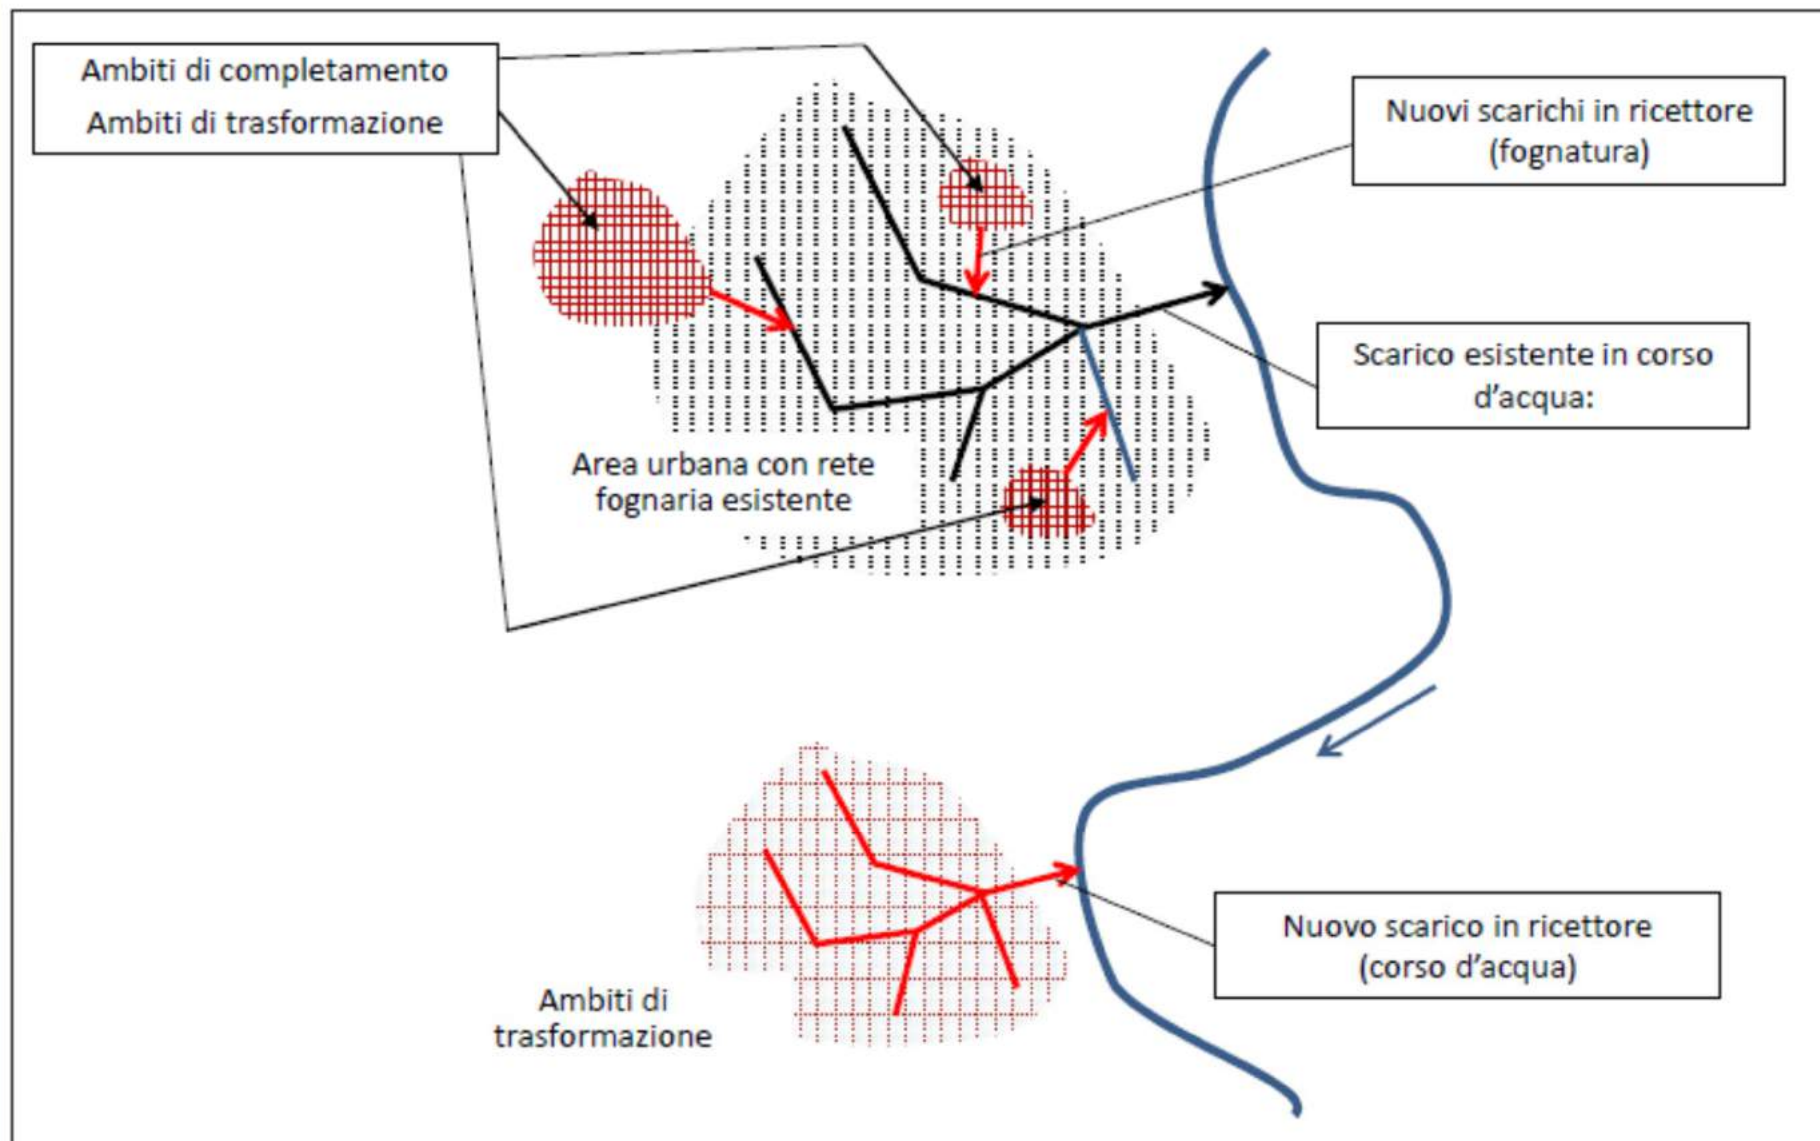 Ambiti di completamento
Ambiti di trasformazione
Nuovi scarichi in ricettore
(fognatura)
Scarico esistente in corso
d'acqua:
Area urbana con rete
fognaria esistente
Nuovo scarico in ricettore
(corso d'acqua)
Ambiti di
trasformazione